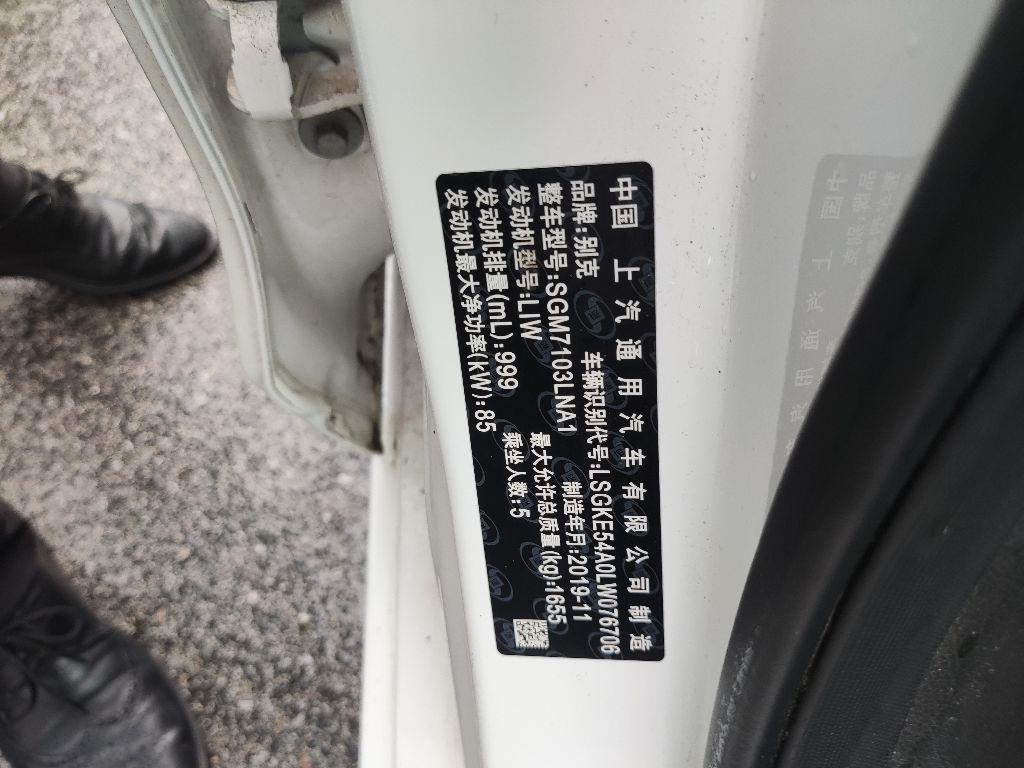 中国 上汽通用汽车有限公司制造
品牌:别克 车辆识别代号:LSGKE54A0LW076706
整车型号:SGM7103LNA1 制造年月:2019-11
发动机型号:LIW 最大允许总质量(kg):1655
发动机排量(mL):999 乘坐人数:5
发动机最大净功率(kW):85